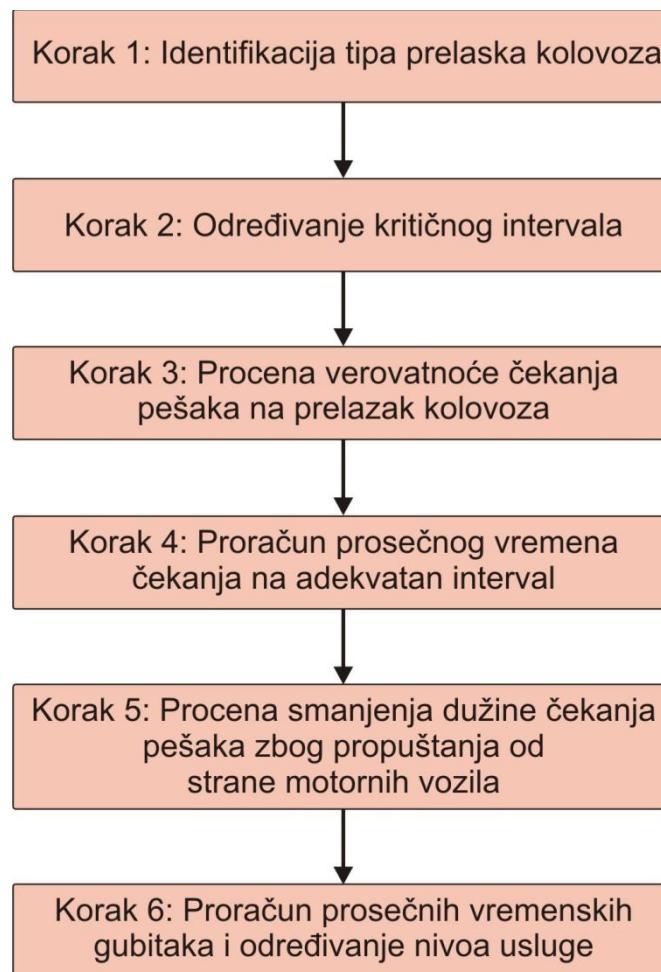 Korak 1: Identifikacija tipa prelaska kolovoza
Korak 2: Određivanje kritičnog intervala
Korak 3: Procena verovatnoće čekanja
pešaka na prelazak kolovoza
Korak 4: Proračun prosečnog vremena
čekanja na adekvatan interval
Korak 5: Procena smanjenja dužine čekanja
pešaka zbog propuštanja od
strane motornih vozila
Korak 6: Proračun prosečnih vremenskih
gubitaka i određivanje nivoa usluge